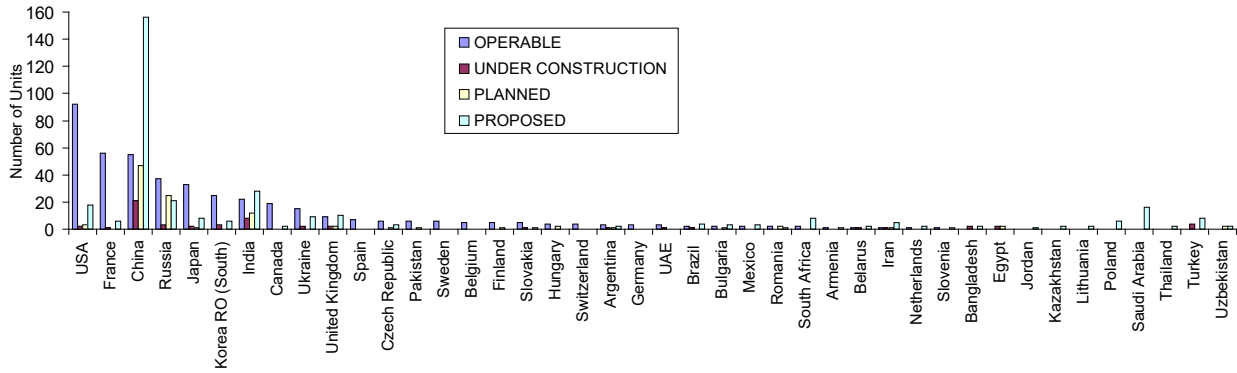 160
140
120
100
80
60
40
20
0
Number of Units
OPERABLE
UNDER CONSTRUCTION
PLANNED
PROPOSED
USA
France
China
Russia
Japan
Korea RO (South)
India
Canada
Ukraine
United Kingdom
Spain
Czech Republic
Pakistan
Sweden
Belgium
Finland
Slovakia
Hungary
Switzerland
Argentina
Germany
UAE
Brazil
Bulgaria
Mexico
Romania
South Africa
Armenia
Belarus
Iran
Netherlands
Slovenia
Bangladesh
Egypt
Jordan
Kazakhstan
Lithuania
Poland
Saudi Arabia
Thailand
Turkey
Uzbekistan